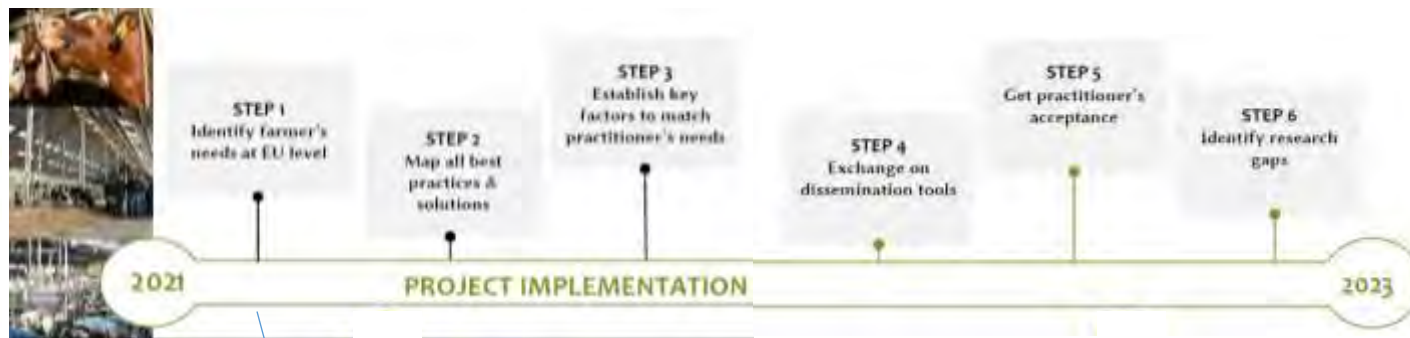 STEP 1
Identify farmer's
needs at EU level
STEP 2
Map all best
practices &
solutions
STEP 3
Establish key
factors to match
practitioner's needs
STEP 4
Exchange on
dissemination tools
STEP 5
Get practitioner's
acceptance
STEP 6
Identify research
gaps
2021
PROJECT IMPLEMENTATION
2023